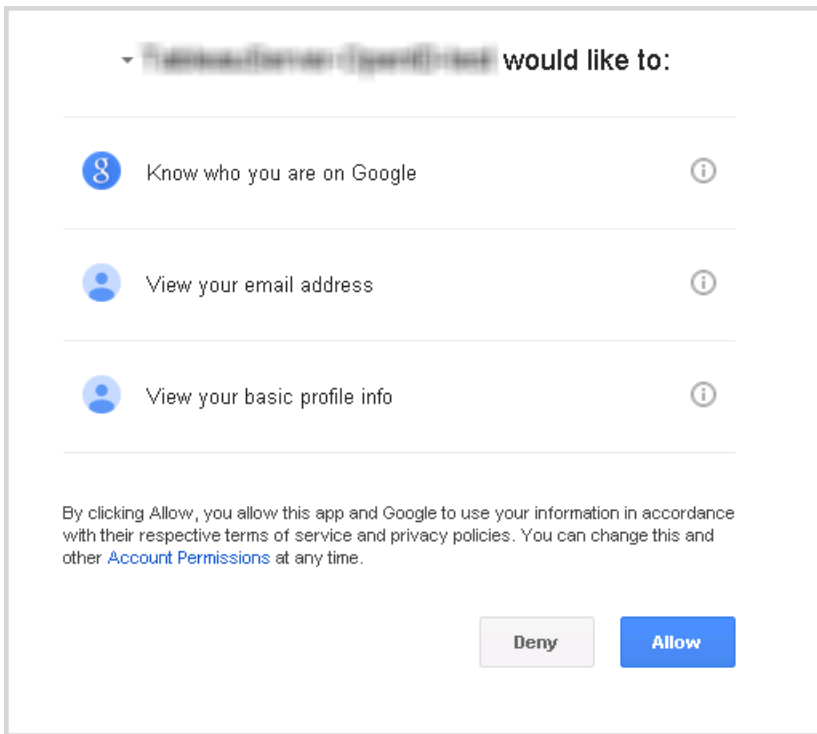 would like to:
Know who you are on Google
View your email address
View your basic profile info
By clicking Allow, you allow this app and Google to use your information in accordance
with their respective terms of service and privacy policies. You can change this and
other Account Permissions at any time.
Deny Allow